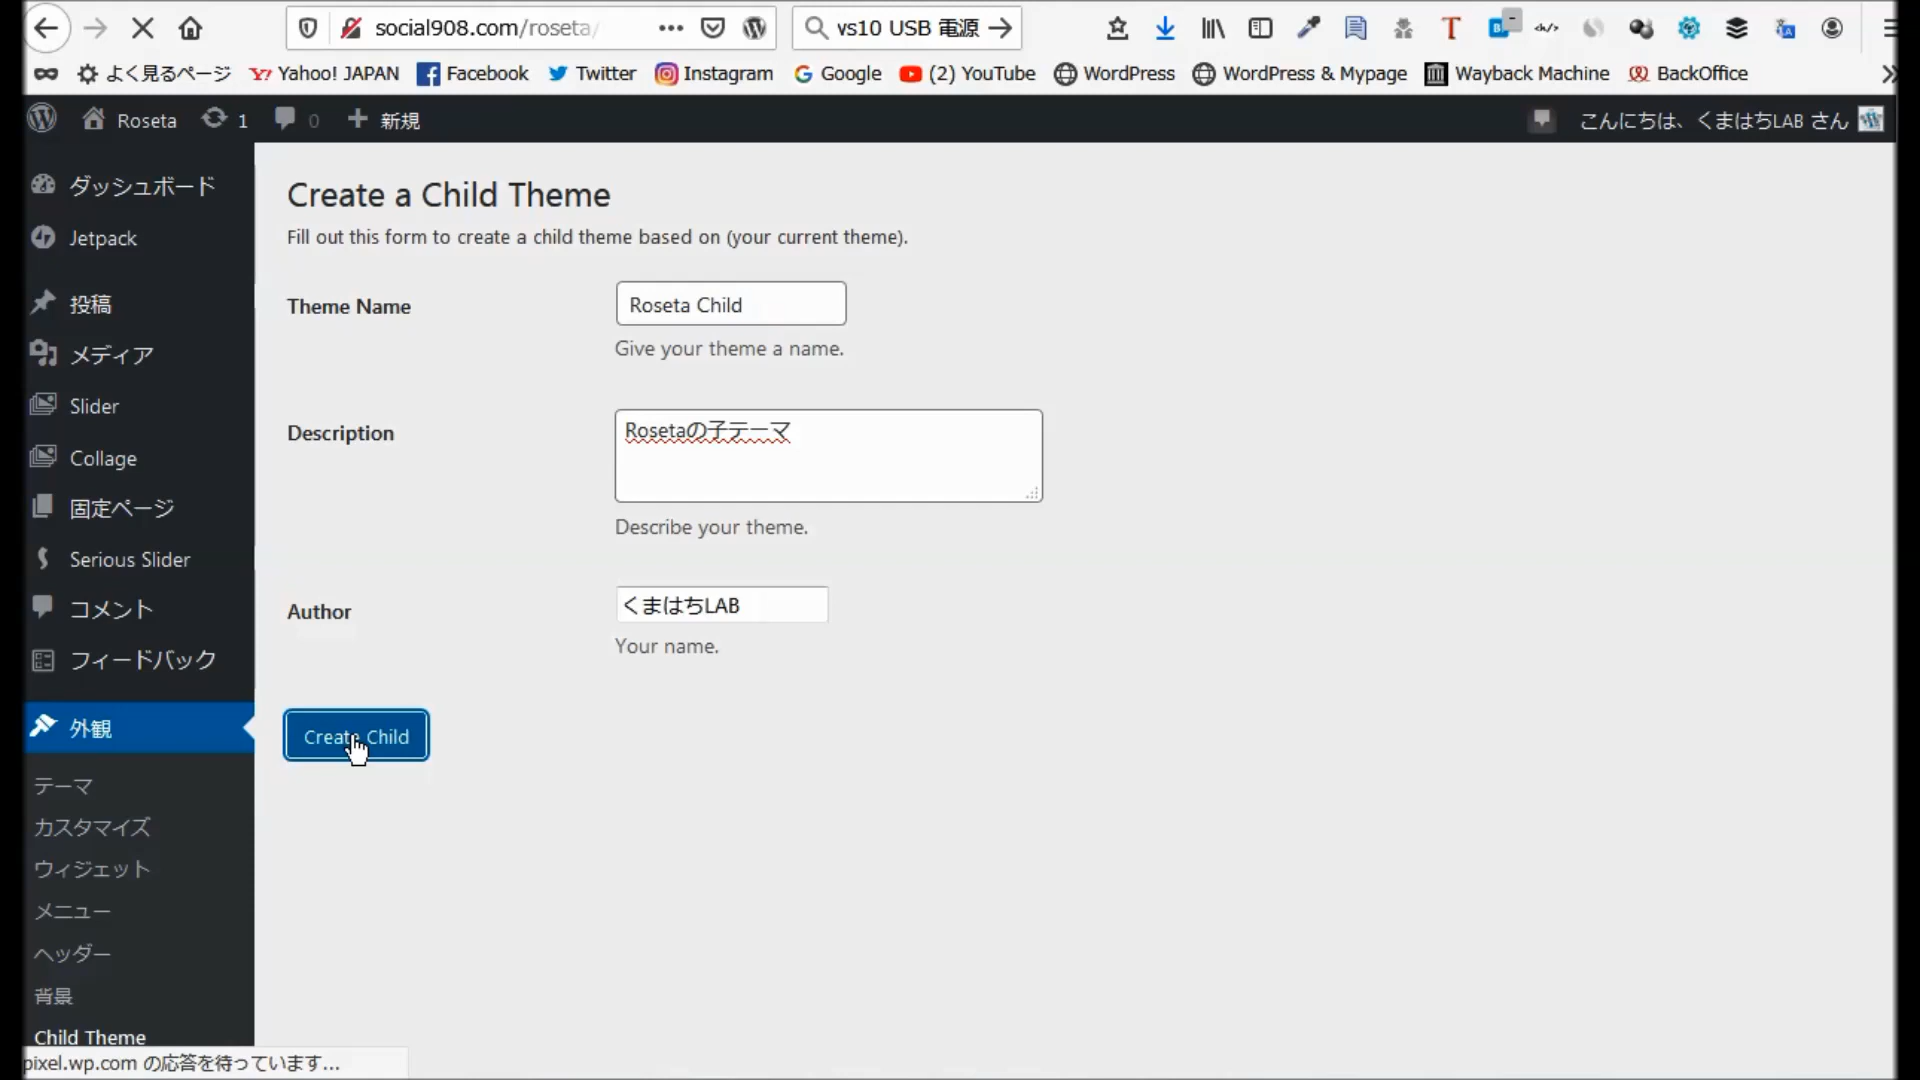 social908.com/roseta/
vs10 USB 電源
よく見るページ Yahoo! JAPAN Facebook Twitter Instagram Google (2) YouTube WordPress WordPress & Mypage Wayback Machine BackOffice
Roseta 1 0 新規 こんにちは、くまはちLAB さん
ダッシュボード
Jetpack
投稿
メディア
Slider
Collage
固定ページ
Serious Slider
コメント
フィードバック
外観
テーマ
カスタマイズ
ウィジェット
メニュー
ヘッダー
背景
Child Theme
Create a Child Theme
Fill out this form to create a child theme based on (your current theme).
Theme Name
Roseta Child
Give your theme a name.
Description
Rosetaの子テーマ
Describe your theme.
Author
くまはちLAB
Your name.
Create Child
pixel.wp.com の応答を待っています...